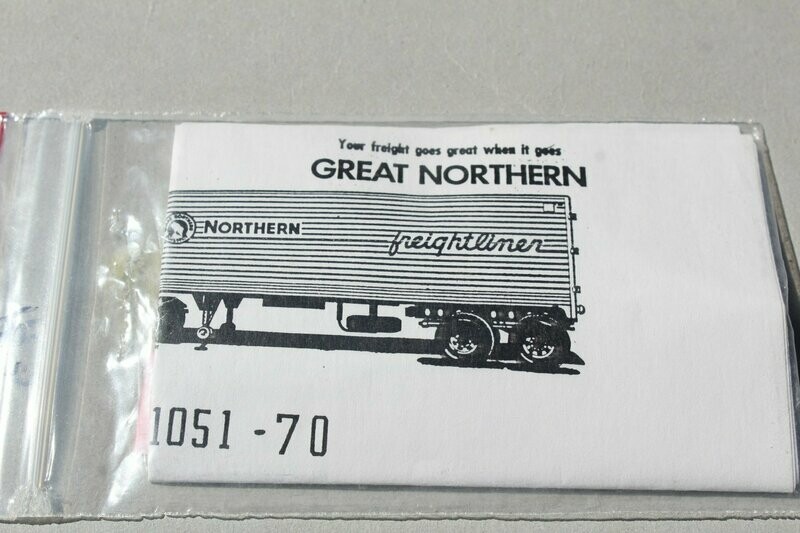 Your freight goes great when it goes
GREAT NORTHERN
NORTHERN
freightliner
1051 - 70